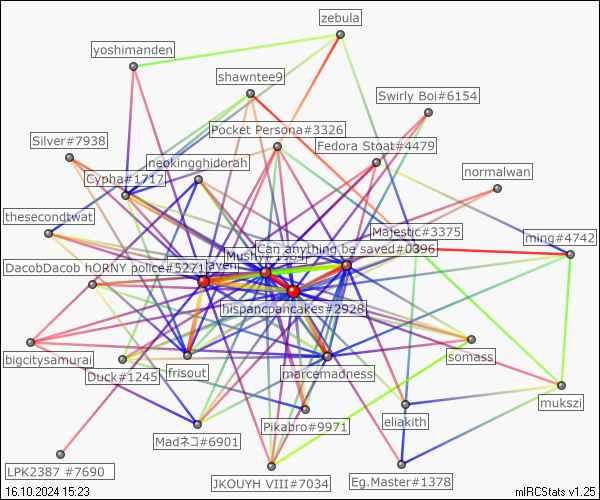 zebula
yoshimanden
shawntee9
Swirly Boi#6154
Pocket Persona#3326
Silver#7938
Fedora Stoat#4479
neokingghidorah
Cypha#1717
normalwan
thesecondtwat
Majestic#3375
ming#4742
Can anything be saved#0396
Mushy#1984
DacobDacob hORNY police#5271
hispancpancakes#2928
bigcitysamurai
frisout
marcemadness
somass
Duck#1245
mukszi
eliakith
Pikabro#9971
Madネコ#6901
LPK2387 #7690
JKOUYH VIII#7034
Eg.Master#1378
16.10.2024 15:23
mIRCStats v1.25